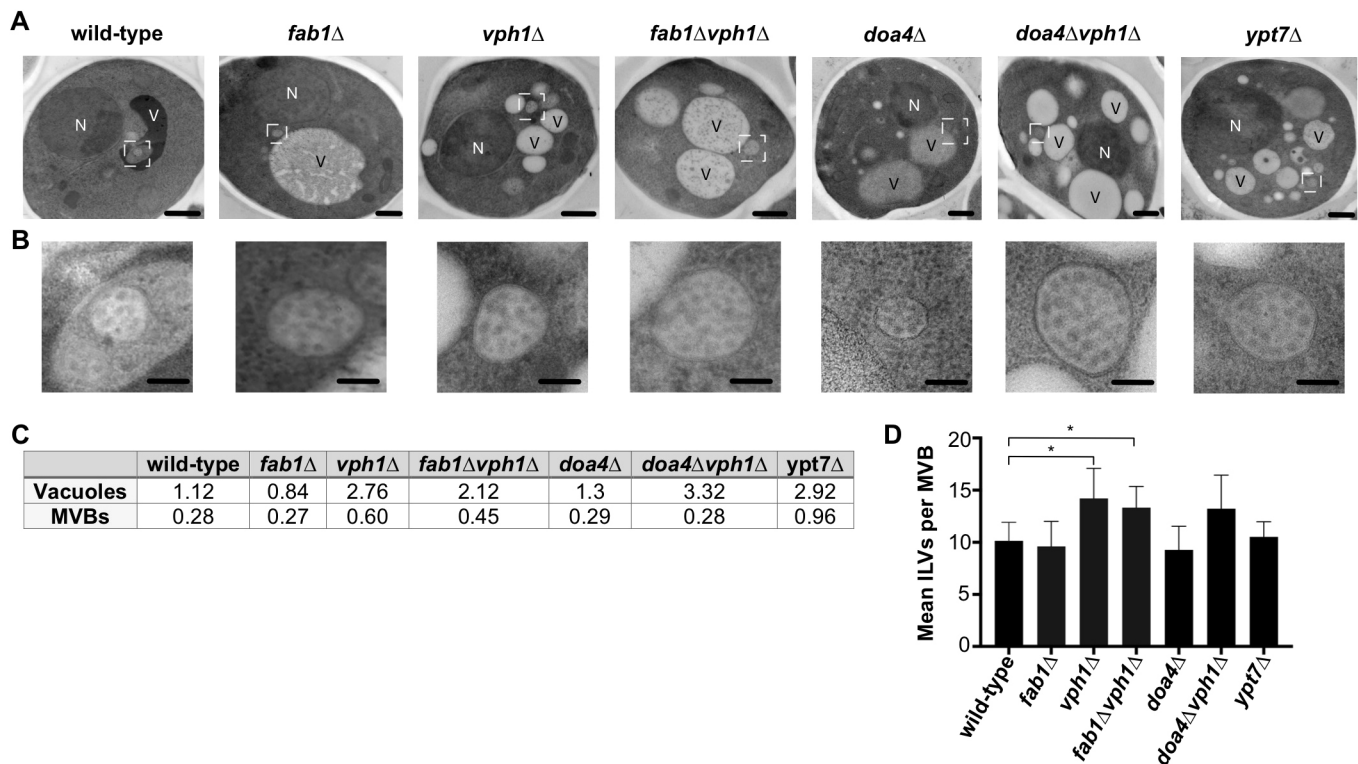 A
wild-type fab1Δ vph1Δ fab1Δvph1Δ doa4Δ doa4Δvph1Δ ypt7Δ
N V N V N V V N V V N V V V N V N V V
B
C
wild-type fab1Δ vph1Δ fab1Δvph1Δ doa4Δ doa4Δvph1Δ ypt7Δ
Vacuoles 1.12 0.84 2.76 2.12 1.3 3.32 2.92
MVBs 0.28 0.27 0.60 0.45 0.29 0.28 0.96
D
Mean ILVs per MVB
20
15
10
5
0
*
*
wild-type
fab1Δ
vph1Δ
fab1Δvph1Δ
doa4Δ
doa4Δvph1Δ
ypt7Δ